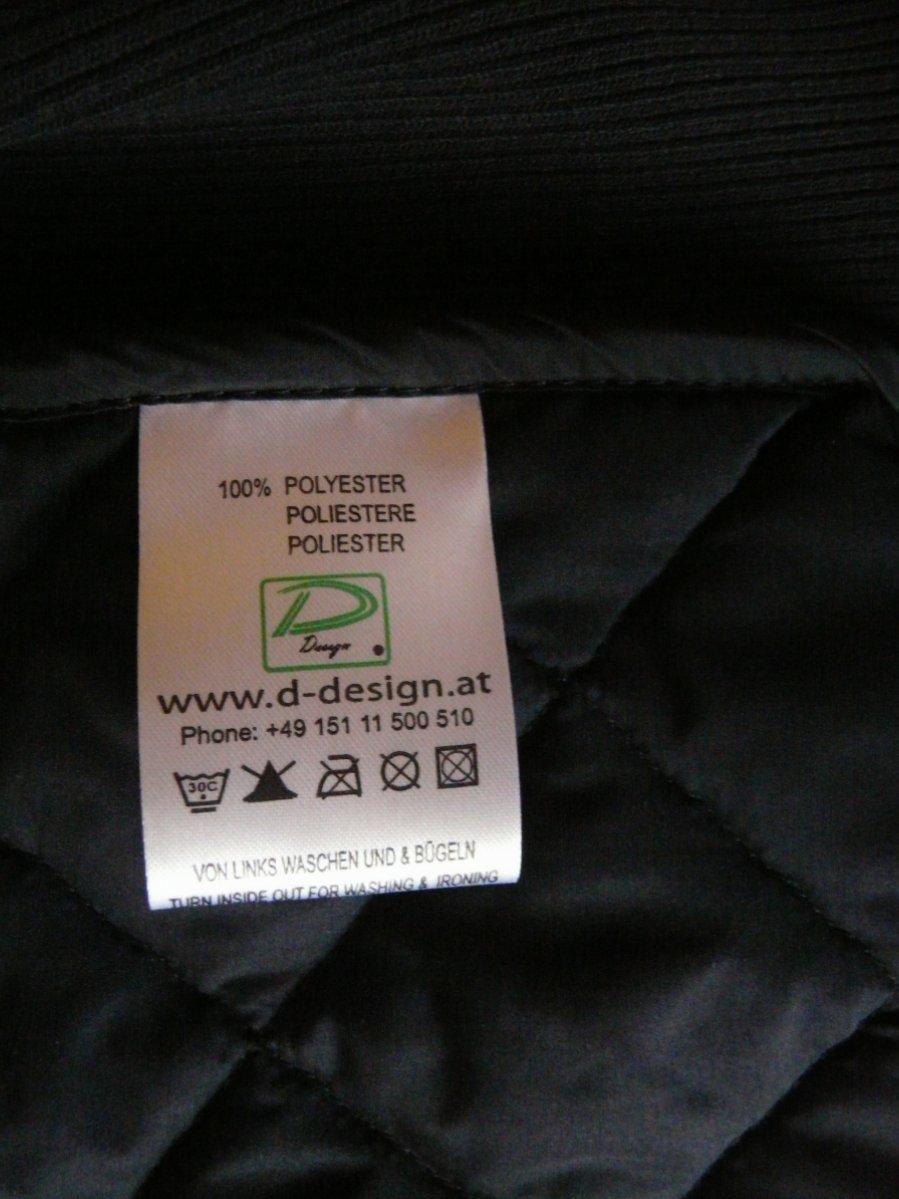 100% POLYESTER
POLIESTERE
POLIESTER
D
Design
www.d-design.at
Phone: +49 151 11 500 510
30C
VON LINKS WASCHEN UND & BÜGELN
TURN INSIDE OUT FOR WASHING & IRONING